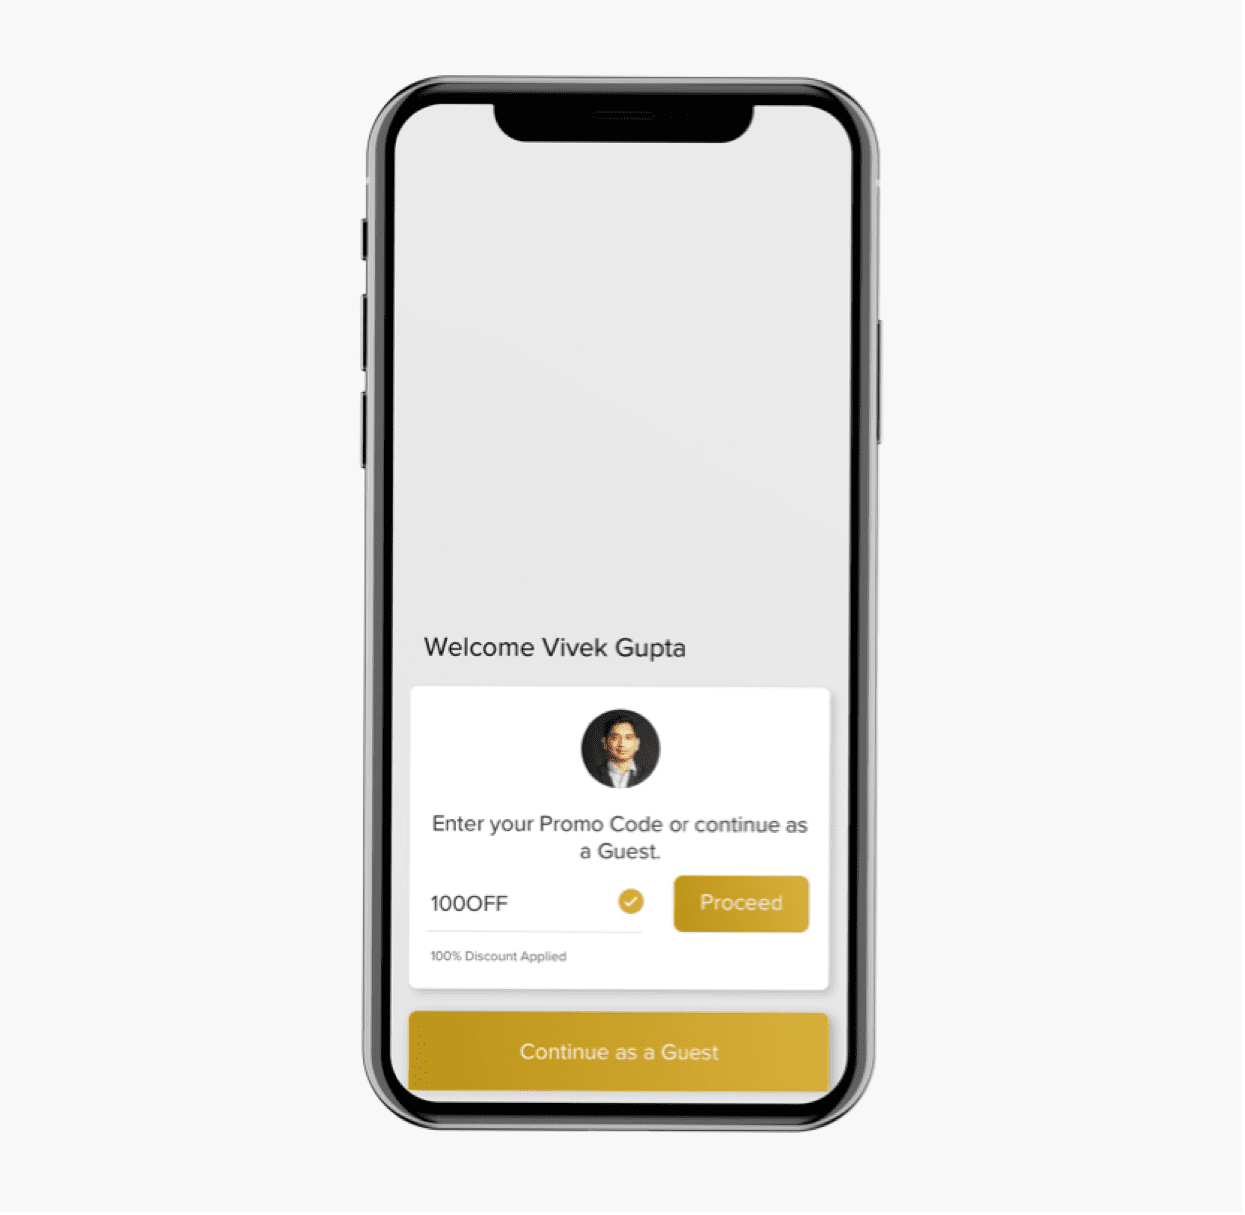 Welcome Vivek Gupta
Enter your Promo Code or continue as
a Guest.
100OFF
Proceed
100% Discount Applied
Continue as a Guest